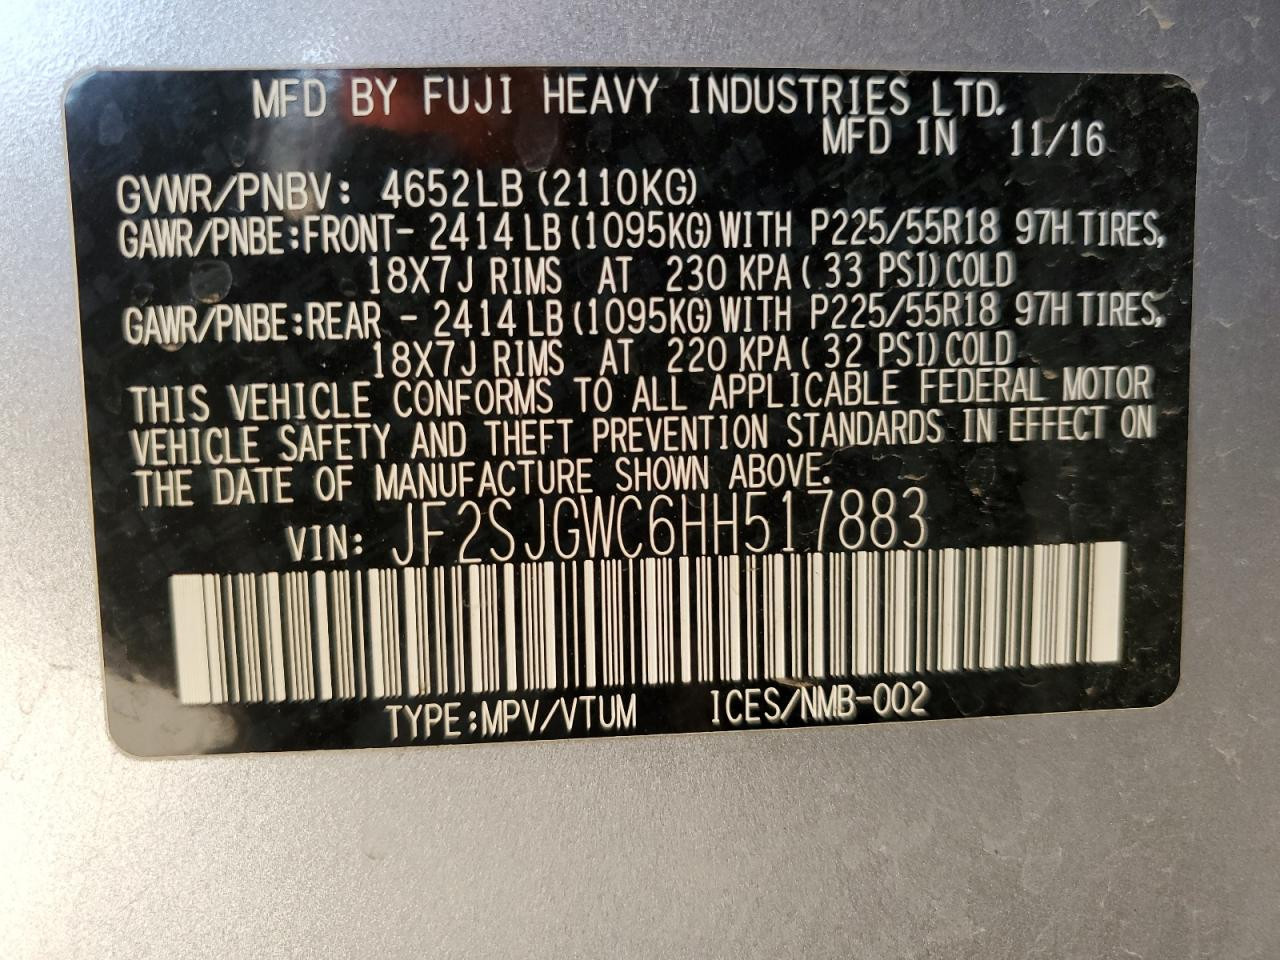 MFD BY FUJI HEAVY INDUSTRIES LTD.
MFD IN 11/16
GVWR/PNBV: 4652LB (2110KG)
GAWR/PNBE:FRONT- 2414 LB (1095KG) WITH P225/55R18 97H TIRES,
18X7J RIMS AT 230 KPA ( 33 PSI) COLD
GAWR/PNBE:REAR - 2414 LB (1095KG) WITH P225/55R18 97H TIRES,
18X7J RIMS AT 220 KPA ( 32 PSI) COLD
THIS VEHICLE CONFORMS TO ALL APPLICABLE FEDERAL MOTOR
VEHICLE SAFETY AND THEFT PREVENTION STANDARDS IN EFFECT ON
THE DATE OF MANUFACTURE SHOWN ABOVE.
VIN: JF2SJGWC6HH517883
TYPE:MPV/VTUM ICES/NMB-002